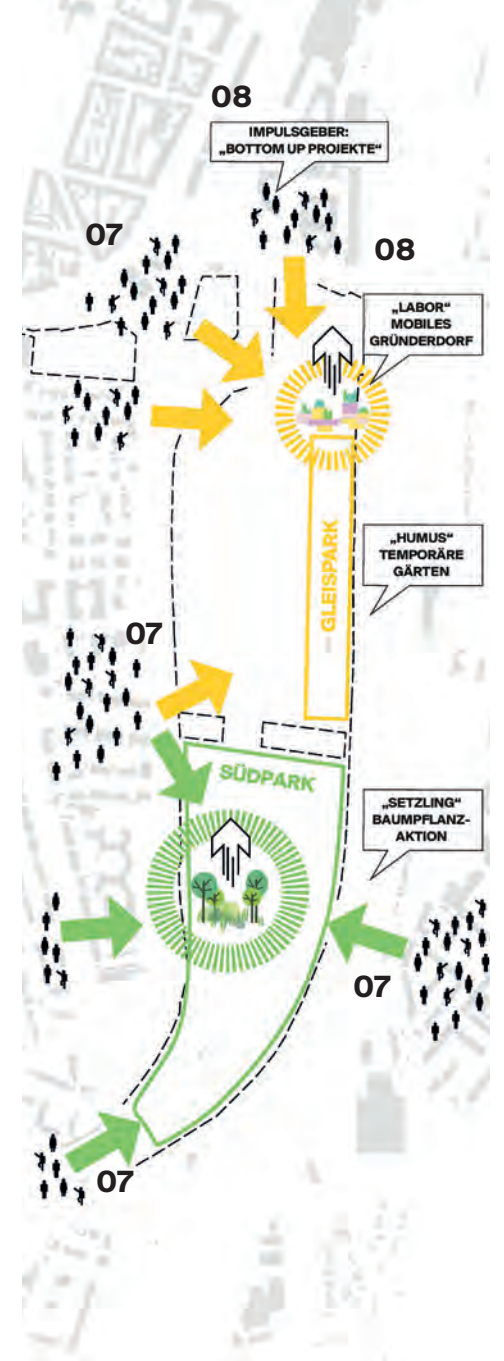 08
IMPULSGEBER:
„BOTTOM UP PROJEKTE“
07
08
„LABOR“
MOBILES
GRÜNDERDORF
GLEISPARK
„HUMUS“
TEMPORÄRE
GÄRTEN
07
SÜDPARK
„SETZLING“
BAUMPFLANZ-
AKTION
07
07